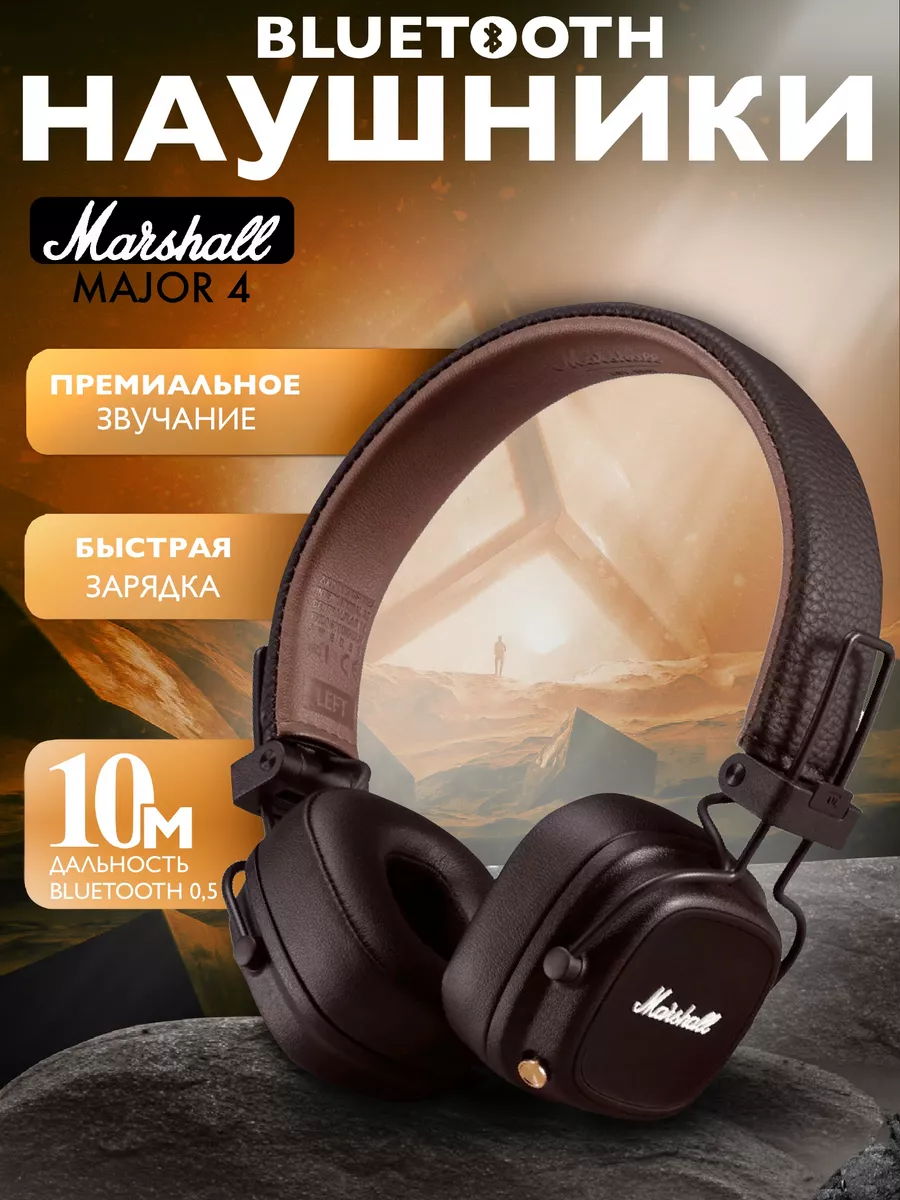 BLUETOOTH
НАУШНИКИ
Marshall
MAJOR 4
ПРЕМИАЛЬНОЕ
ЗВУЧАНИЕ
БЫСТРАЯ
ЗАРЯДКА
10м
ДАЛЬНОСТЬ
BLUETOOTH 0,5
LEFT
Marshall